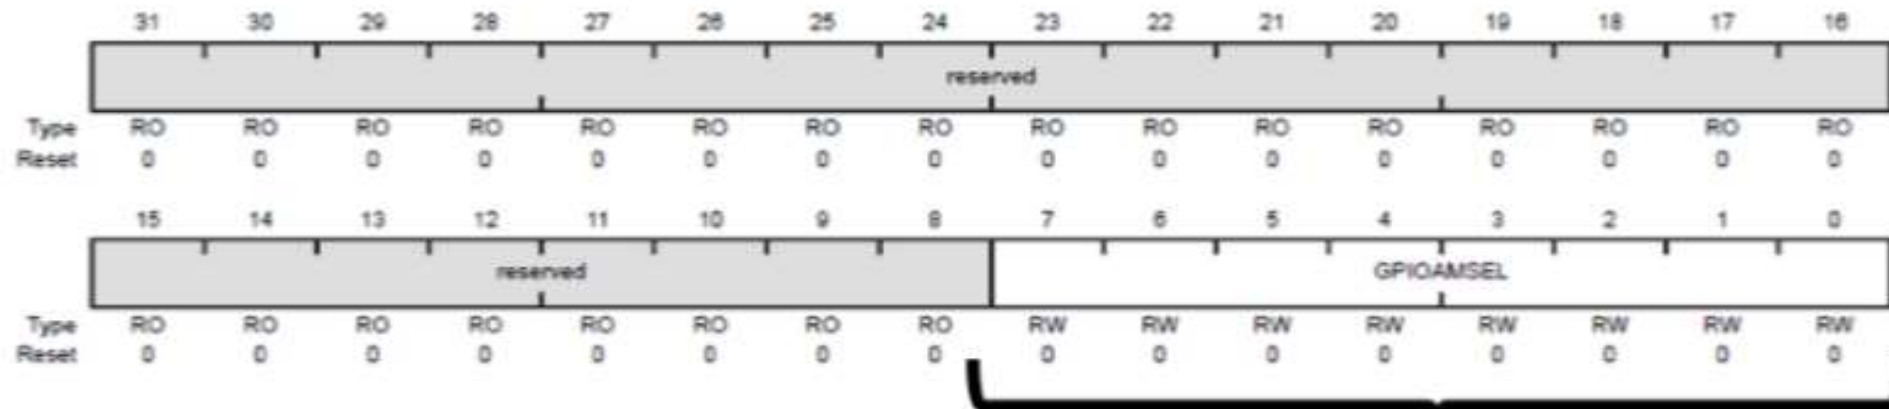 31 30 29 28 27 26 25 24 23 22 21 20 19 18 17 16
reserved
Type RO RO RO RO RO RO RO RO RO RO RO RO RO RO RO RO
Reset 0 0 0 0 0 0 0 0 0 0 0 0 0 0 0 0
15 14 13 12 11 10 9 8 7 6 5 4 3 2 1 0
reserved GPIOAMSEL
Type RO RO RO RO RO RO RO RO RW RW RW RW RW RW RW RW
Reset 0 0 0 0 0 0 0 0 0 0 0 0 0 0 0 0